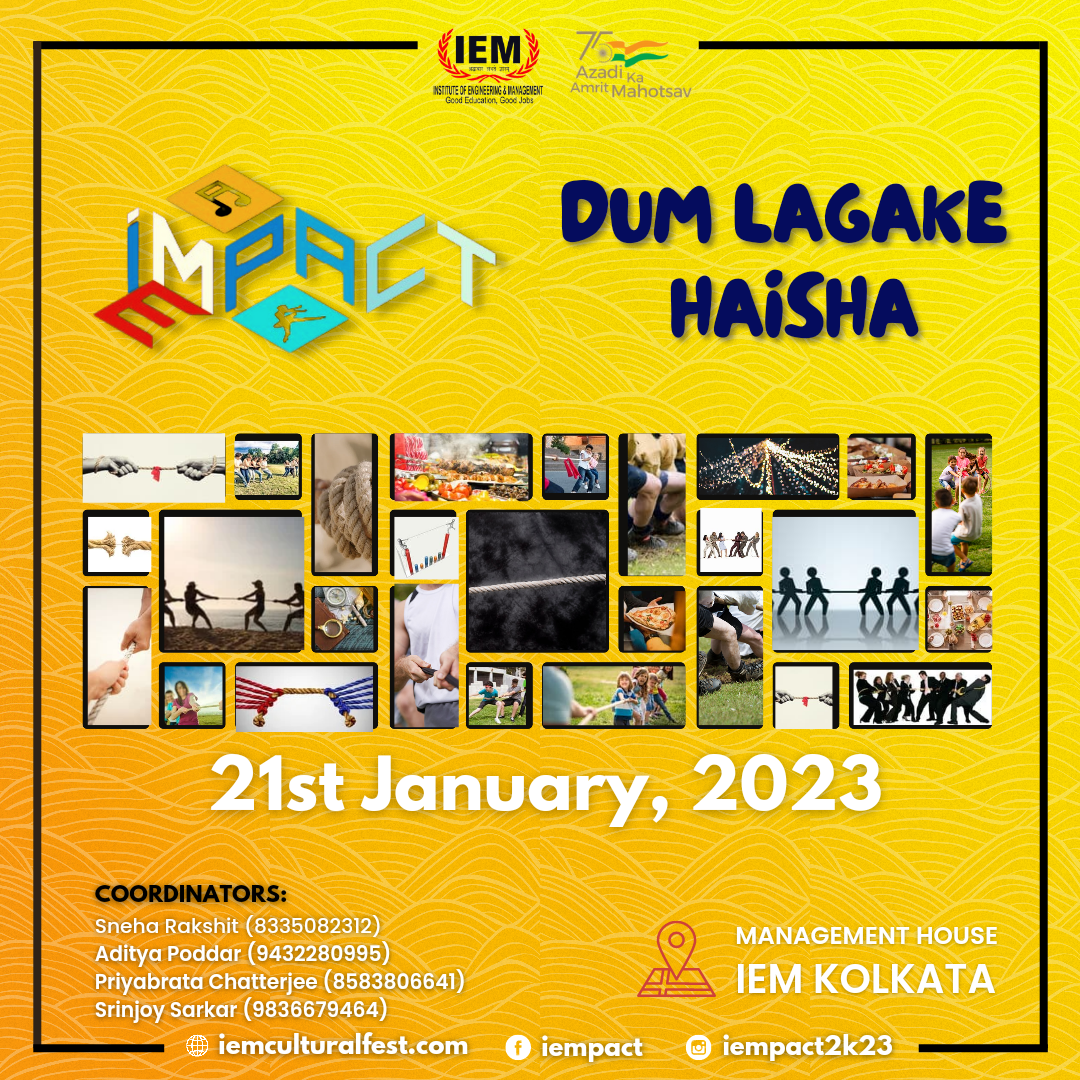 IEM
INSTITUTE OF ENGINEERING & MANAGEMENT
Good Education, Good Jobs
75
Azadi Ka
Amrit Mahotsav
iEMPACT
DUM LAGAKE
HAiSHA
21st January, 2023
COORDINATORS:
Sneha Rakshit (8335082312)
Aditya Poddar (9432280995)
Priyabrata Chatterjee (8583806641)
Srinjoy Sarkar (9836679464)
MANAGEMENT HOUSE
IEM KOLKATA
iemculturalfest.com
iempact
iempact2k23